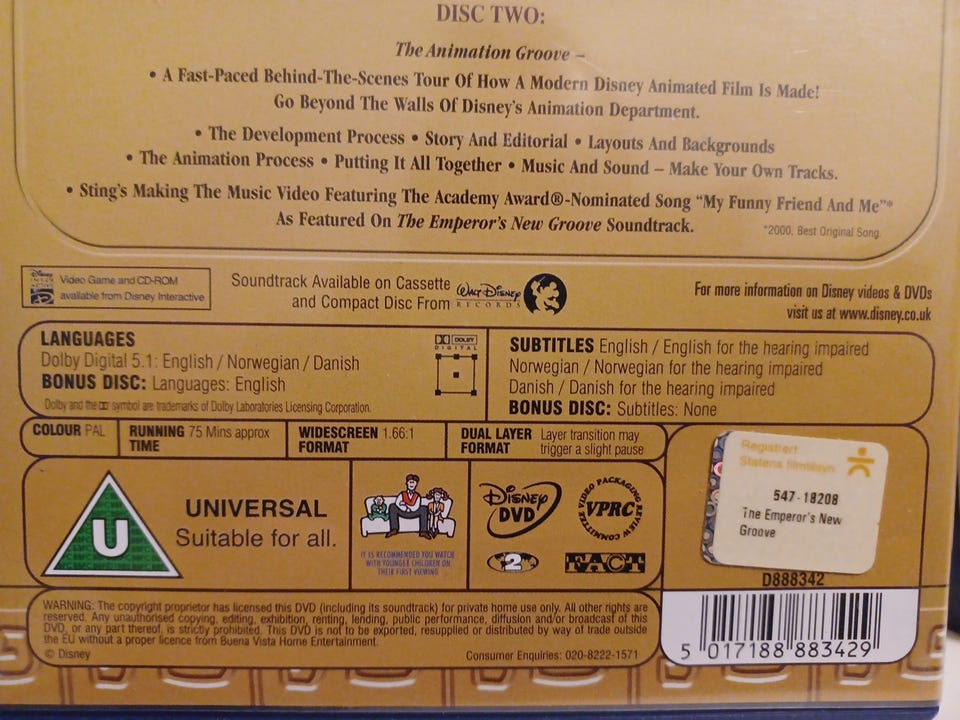 DISC TWO:
The Animation Groove –
• A Fast-Paced Behind-The-Scenes Tour Of How A Modern Disney Animated Film Is Made!
Go Beyond The Walls Of Disney's Animation Department.
• The Development Process • Story And Editorial • Layouts And Backgrounds
• The Animation Process • Putting It All Together • Music And Sound – Make Your Own Tracks.
• Sting's Making The Music Video Featuring The Academy Award®-Nominated Song "My Funny Friend And Me"*
As Featured On The Emperor's New Groove Soundtrack.
*2000, Best Original Song.
Video Game and CD-ROM
available from Disney Interactive
Soundtrack Available on Cassette
and Compact Disc From
WALT DISNEY
RECORDS
For more information on Disney videos & DVDs
visit us at www.disney.co.uk
LANGUAGES
Dolby Digital 5.1: English / Norwegian / Danish
BONUS DISC: Languages: English
Dolby and the symbol are trademarks of Dolby Laboratories Licensing Corporation.
DOLBY
DIGITAL
SUBTITLES English / English for the hearing impaired
Norwegian / Norwegian for the hearing impaired
Danish / Danish for the hearing impaired
BONUS DISC: Subtitles: None
COLOUR PAL
RUNNING 75 Mins approx
TIME
WIDESCREEN 1.66:1
FORMAT
DUAL LAYER Layer transition may
FORMAT trigger a slight pause
U
UNIVERSAL
Suitable for all.
IT IS RECOMMENDED YOU WATCH
WITH YOUNGER CHILDREN ON
THEIR FIRST VIEWING
DISNEY
DVD
VIDEO PACKAGING REVIEW COMMITTEE
VPRC
2
FACT
Registrert
Statens filmtilsyn
547-18208
The Emperor's New
Groove
D888342
5 017188 883429
WARNING: The copyright proprietor has licensed this DVD (including its soundtrack) for private home use only. All other rights are
reserved. Any unauthorised copying, editing, exhibition, renting, lending, public performance, diffusion and/or broadcast of this
DVD, or any part thereof, is strictly prohibited. This DVD is not to be exported, resupplied or distributed by way of trade outside
the EU without a proper licence from Buena Vista Home Entertainment.
© Disney
Consumer Enquiries: 020-8222-1571